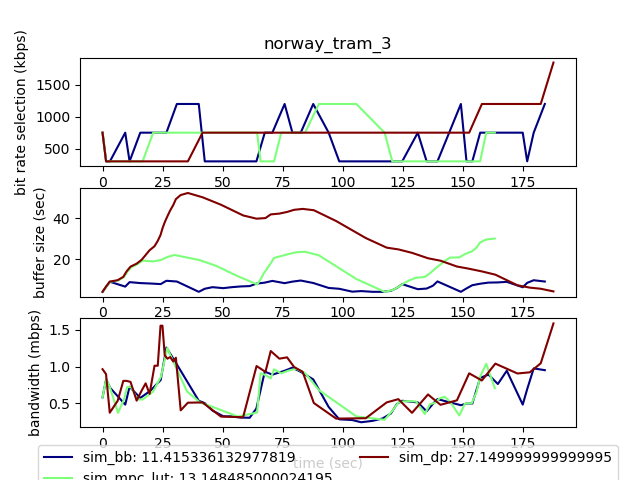 norway_tram_3
bit rate selection (kbps)
1500
1000
500
0 25 50 75 100 125 150 175
buffer size (sec)
40
20
0 25 50 75 100 125 150 175
bandwidth (mbps)
1.5
1.0
0.5
0 25 50 75 100 125 150 175
time (sec)
sim_bb: 11.415336132977819
sim_dp: 27.149999999999995
sim_mpc_lut: 13.148485000024195